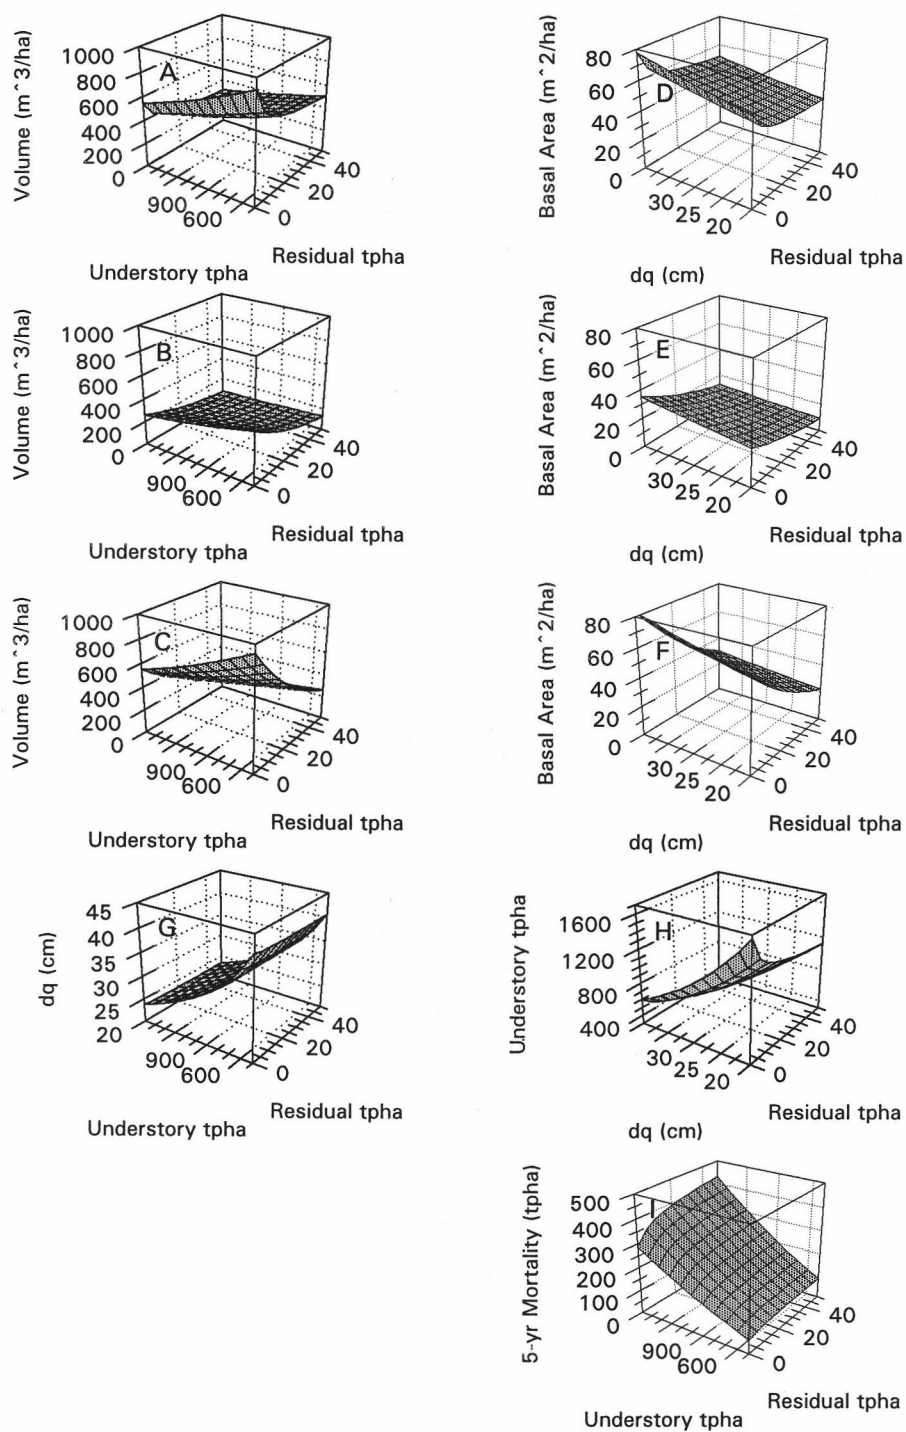 Volume (m^3/ha)
1000
800
600
400
200
0
A
900
600
0
20
40
Understory tpha
Residual tpha
Basal Area (m^2/ha)
80
60
40
20
0
D
30
25
20
0
20
40
dq (cm)
Residual tpha
Volume (m^3/ha)
1000
800
600
400
200
0
B
900
600
0
20
40
Understory tpha
Residual tpha
Basal Area (m^2/ha)
80
60
40
20
0
E
30
25
20
0
20
40
dq (cm)
Residual tpha
Volume (m^3/ha)
1000
800
600
400
200
0
C
900
600
0
20
40
Understory tpha
Residual tpha
Basal Area (m^2/ha)
80
60
40
20
0
F
30
25
20
0
20
40
dq (cm)
Residual tpha
dq (cm)
45
40
35
30
25
20
G
900
600
0
20
40
Understory tpha
Residual tpha
Understory tpha
1600
1200
800
400
H
30
25
20
0
20
40
dq (cm)
Residual tpha
5-yr Mortality (tpha)
500
400
300
200
100
0
I
900
600
0
20
40
Understory tpha
Residual tpha